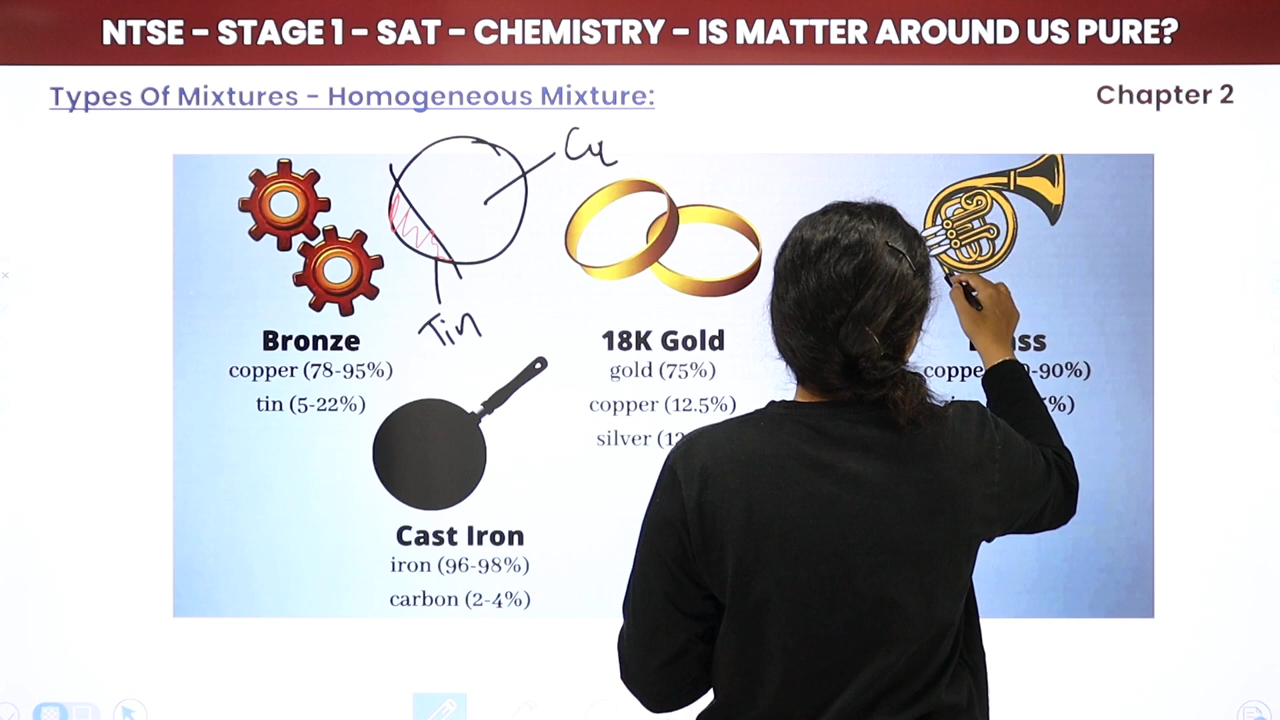 NTSE – STAGE 1 – SAT – CHEMISTRY – IS MATTER AROUND US PURE?
Types Of Mixtures – Homogeneous Mixture:
Chapter 2
Cu
Tin
Bronze
copper (78-95%)
tin (5-22%)
18K Gold
gold (75%)
copper (12.5%)
silver
-90%)
Cast Iron
iron (96-98%)
carbon (2-4%)